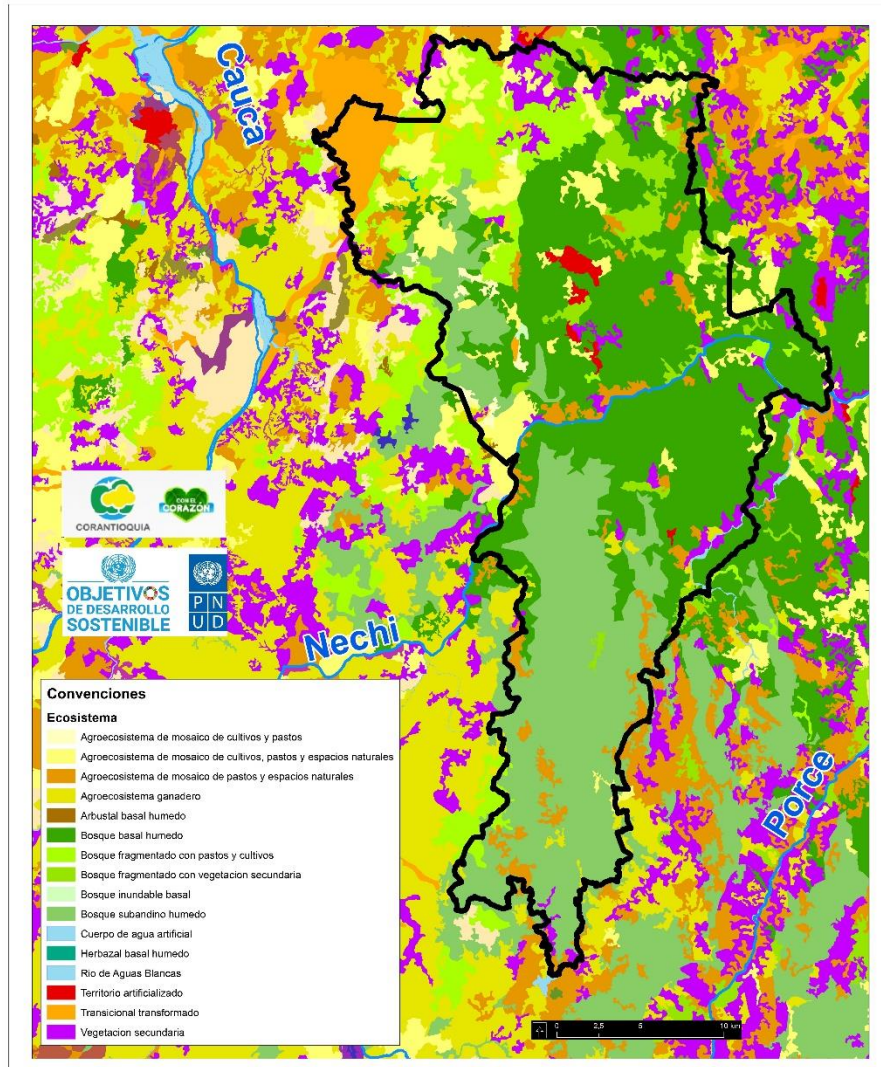 Cauca
CORANTIOQUIA
CON EL
CORAZÓN
OBJETIVOS
DE DESARROLLO
SOSTENIBLE
P N
U D
Nechi
Porce
Convenciones
Ecosistema
Agroecosistema de mosaico de cultivos y pastos
Agroecosistema de mosaico de cultivos, pastos y espacios naturales
Agroecosistema de mosaico de pastos y espacios naturales
Agroecosistema ganadero
Arbustal basal humedo
Bosque basal humedo
Bosque fragmentado con pastos y cultivos
Bosque fragmentado con vegetacion secundaria
Bosque inundable basal
Bosque subandino humedo
Cuerpo de agua artificial
Herbazal basal humedo
Rio de Aguas Blancas
Territorio artificializado
Transicional transformado
Vegetacion secundaria
0 2,5 5 10 km